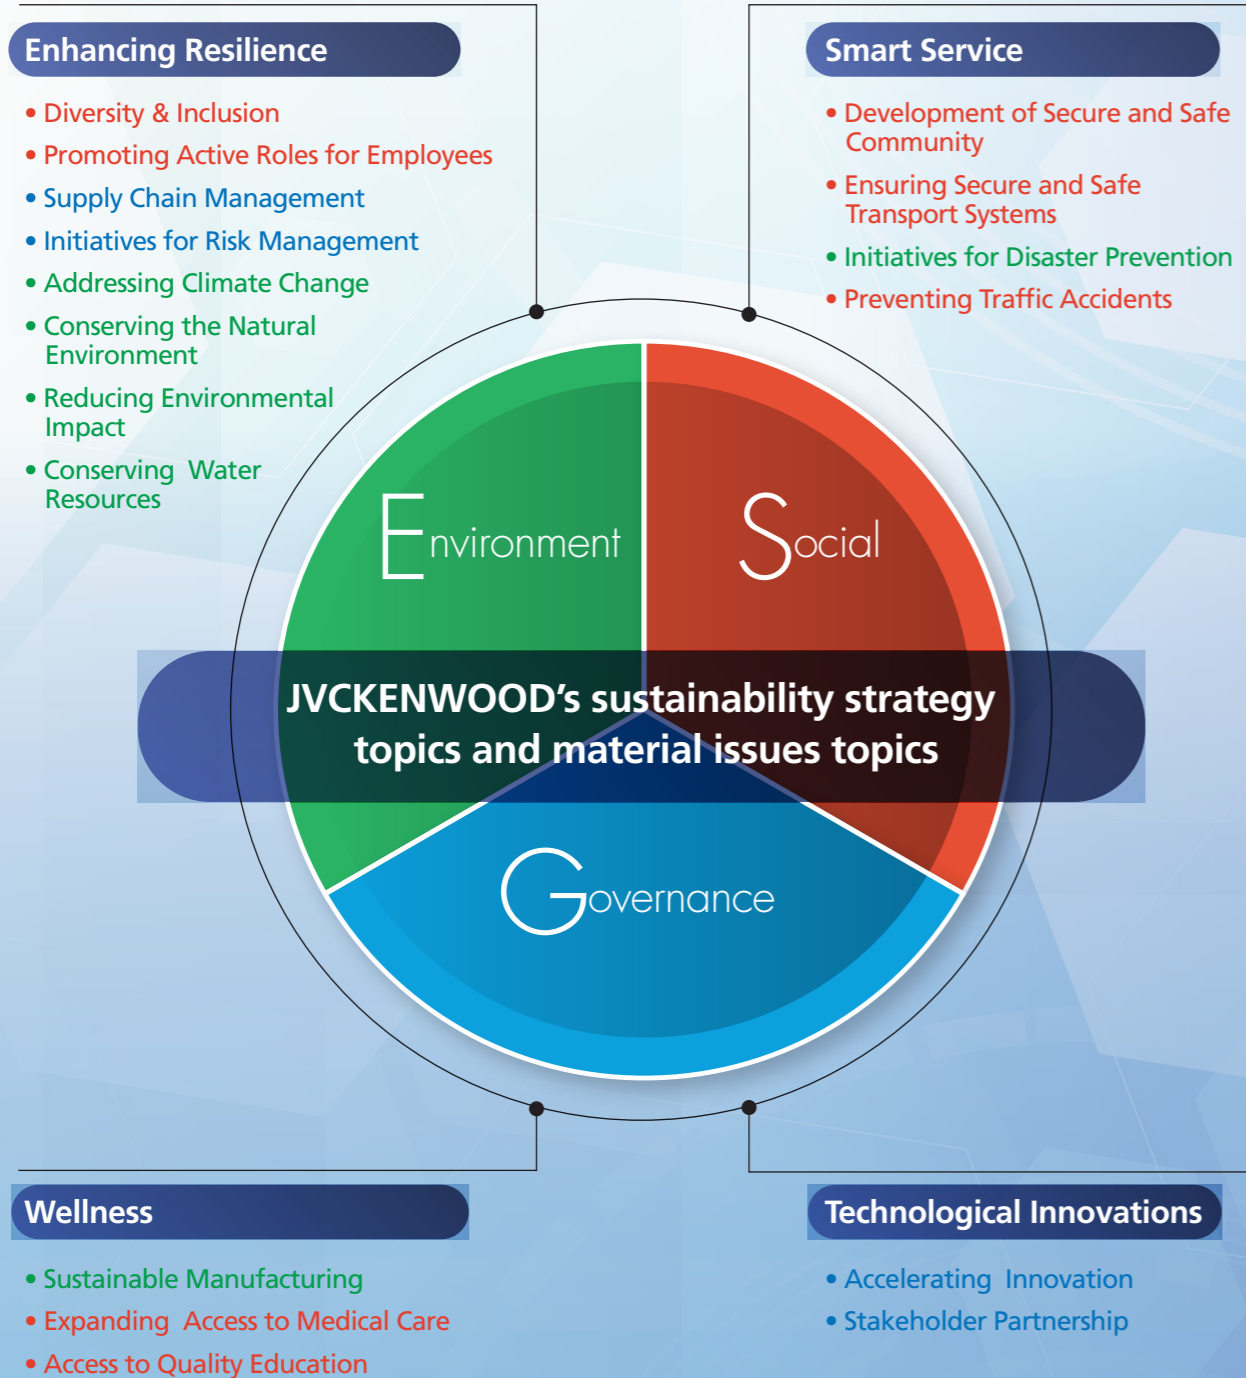 Enhancing Resilience
• Diversity & Inclusion
• Promoting Active Roles for Employees
• Supply Chain Management
• Initiatives for Risk Management
• Addressing Climate Change
• Conserving the Natural
Environment
• Reducing Environmental
Impact
• Conserving Water
Resources
Smart Service
• Development of Secure and Safe
Community
• Ensuring Secure and Safe
Transport Systems
• Initiatives for Disaster Prevention
• Preventing Traffic Accidents
Environment
Social
JVCKENWOOD's sustainability strategy
topics and material issues topics
Governance
Wellness
• Sustainable Manufacturing
• Expanding Access to Medical Care
• Access to Quality Education
Technological Innovations
• Accelerating Innovation
• Stakeholder Partnership